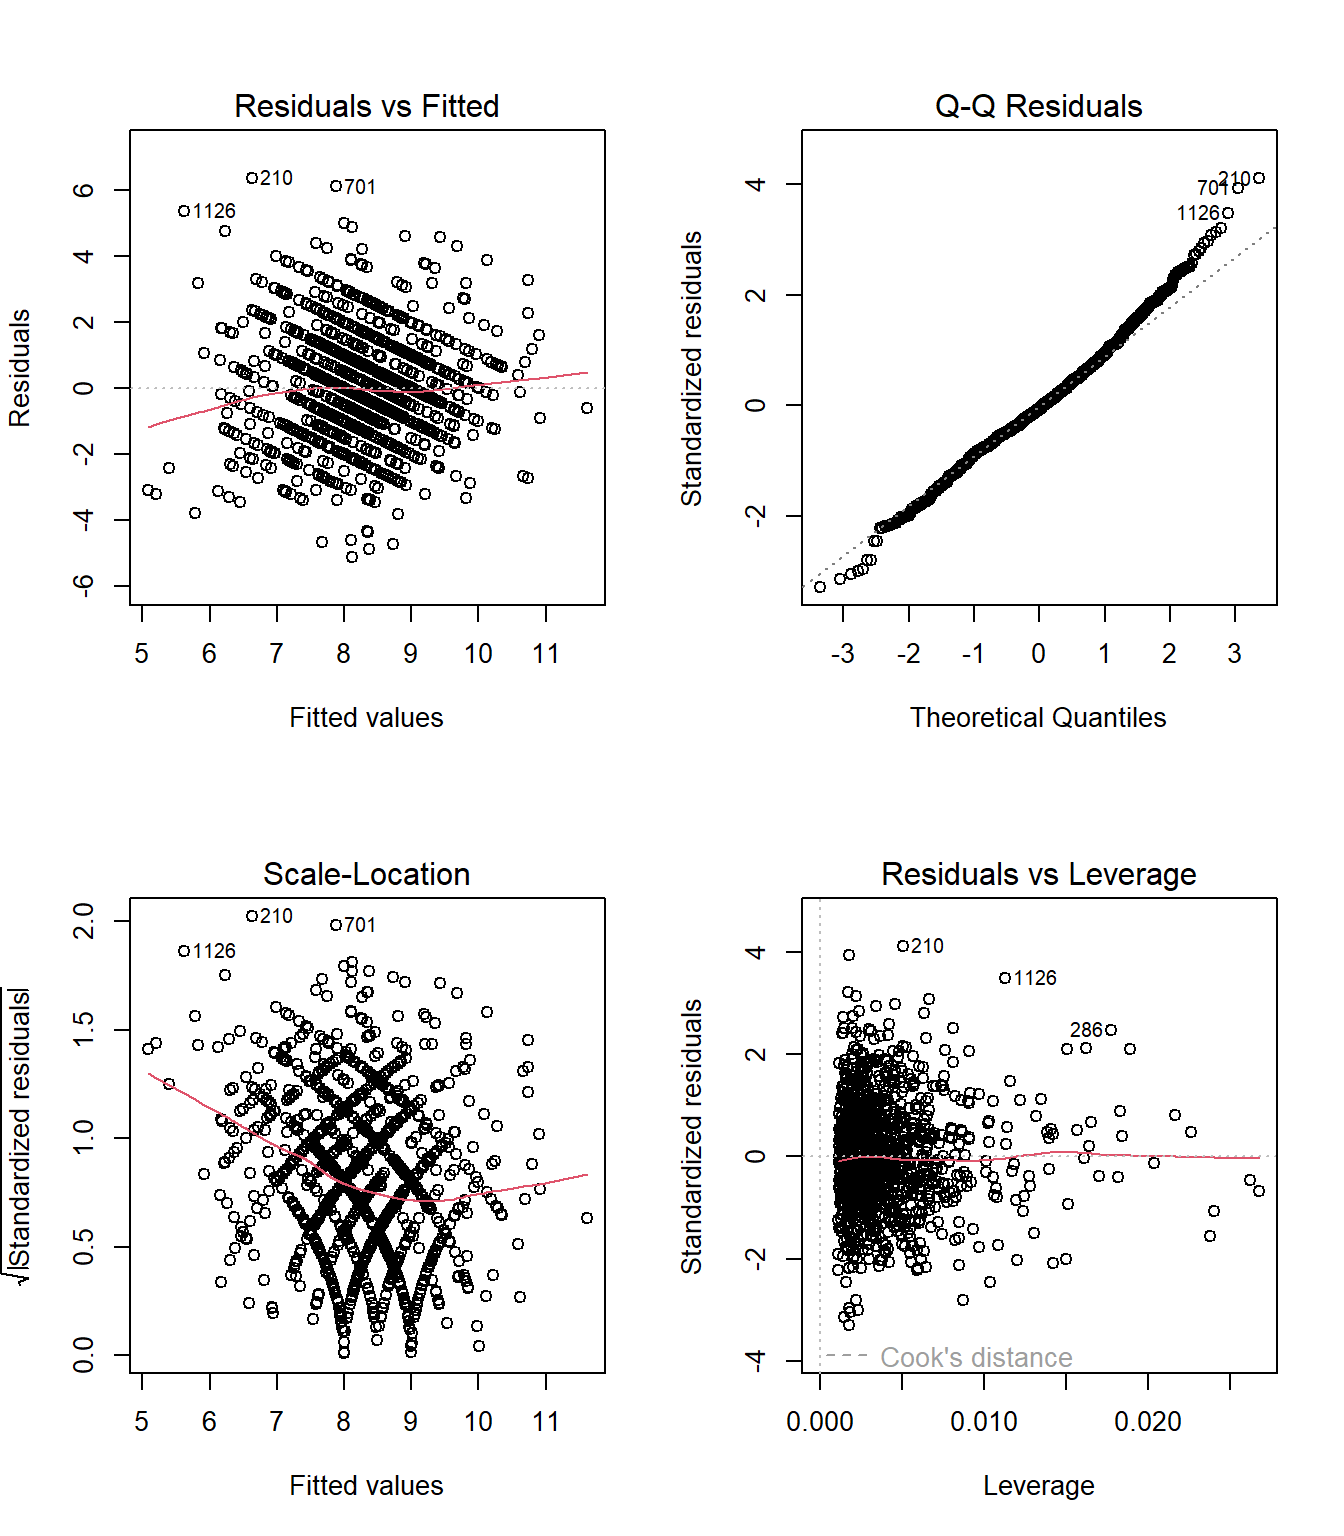 Residuals vs Fitted
Residuals
6
4
2
0
-2
-4
-6
210
701
1126
5 6 7 8 9 10 11
Fitted values
Q-Q Residuals
Standardized residuals
4
2
0
-2
210
701
1126
-3 -2 -1 0 1 2 3
Theoretical Quantiles
Scale-Location
√|Standardized residuals|
2.0
1.5
1.0
0.5
0.0
210
701
1126
5 6 7 8 9 10 11
Fitted values
Residuals vs Leverage
Standardized residuals
4
2
0
-2
-4
210
1126
286
Cook's distance
0.000 0.010 0.020
Leverage